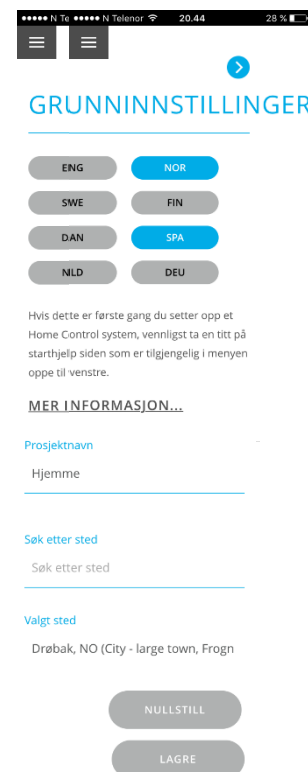 N Te N Telenor 20.44 28 %
GRUNNINNSTILLINGER
ENG NOR
SWE FIN
DAN SPA
NLD DEU
Hvis dette er første gang du setter opp et
Home Control system, vennligst ta en titt på
starthjelp siden som er tilgjengelig i menyen
oppe til venstre.
MER INFORMASJON...
Prosjektnavn
Hjemme
Søk etter sted
Søk etter sted
Valgt sted
Drøbak, NO (City - large town, Frogn
NULLSTILL
LAGRE